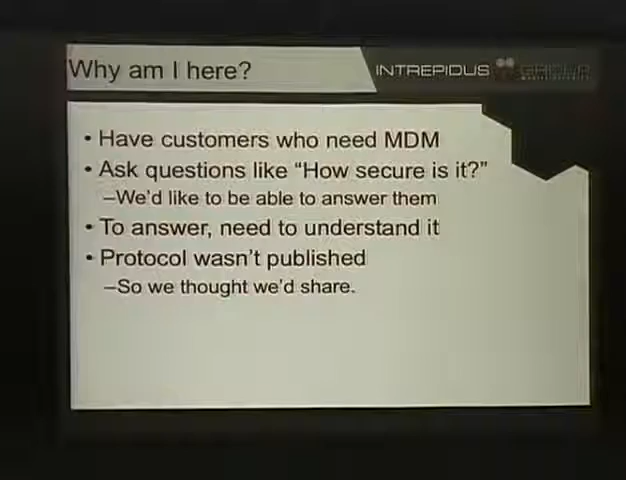 Why am I here?
INTREPIDUS
• Have customers who need MDM
• Ask questions like “How secure is it?”
–We’d like to be able to answer them
• To answer, need to understand it
• Protocol wasn’t published
–So we thought we’d share.